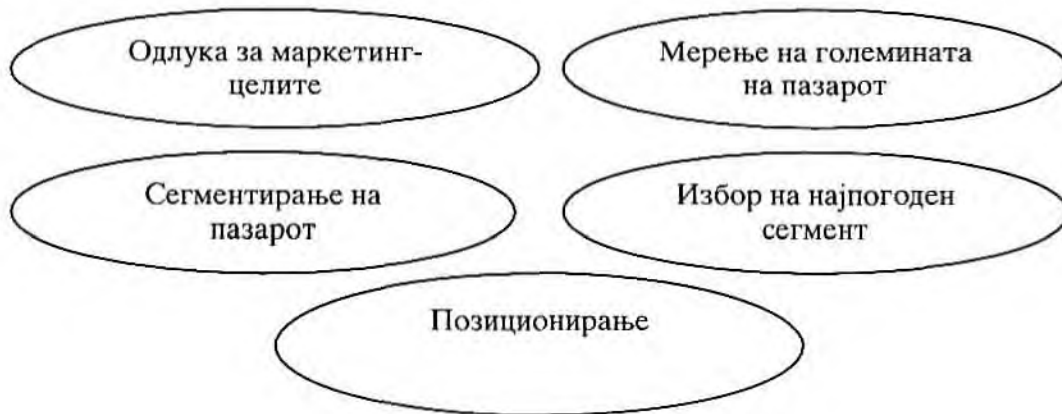 Одлука за маркетинг-
целите
Мерење на големината
на пазарот
Сегментирање на
пазарот
Избор на најпогоден
сегмент
Позиционирање